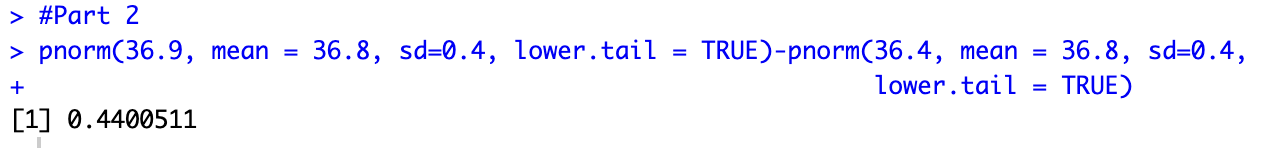 > #Part 2
> pnorm(36.9, mean = 36.8, sd=0.4, lower.tail = TRUE)-pnorm(36.4, mean = 36.8, sd=0.4,
+ lower.tail = TRUE)
[1] 0.4400511